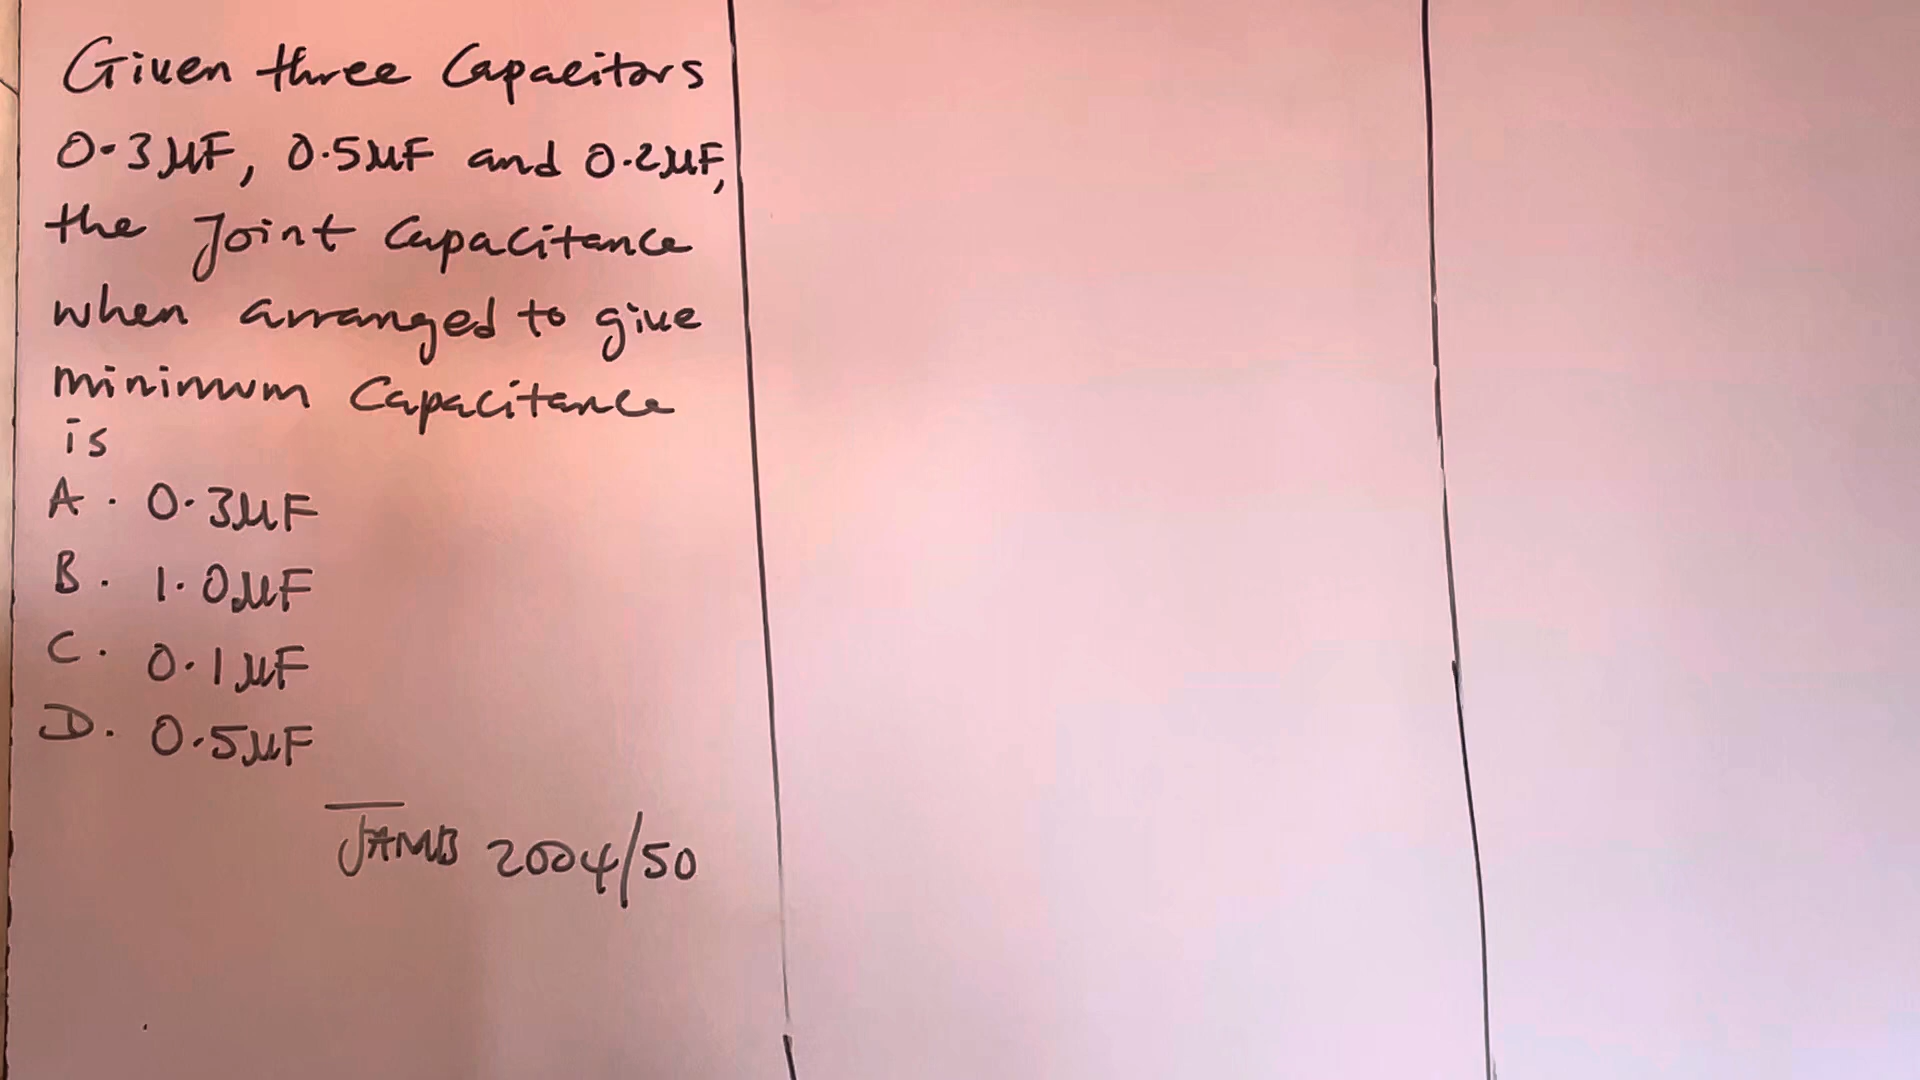 Given three Capacitors
0.3μF, 0.5μF and 0.2μF,
the Joint Capacitance
when arranged to give
minimum Capacitance
is
A. 0.3μF
B. 1.0μF
C. 0.1μF
D. 0.5μF
JAMB 2004/50